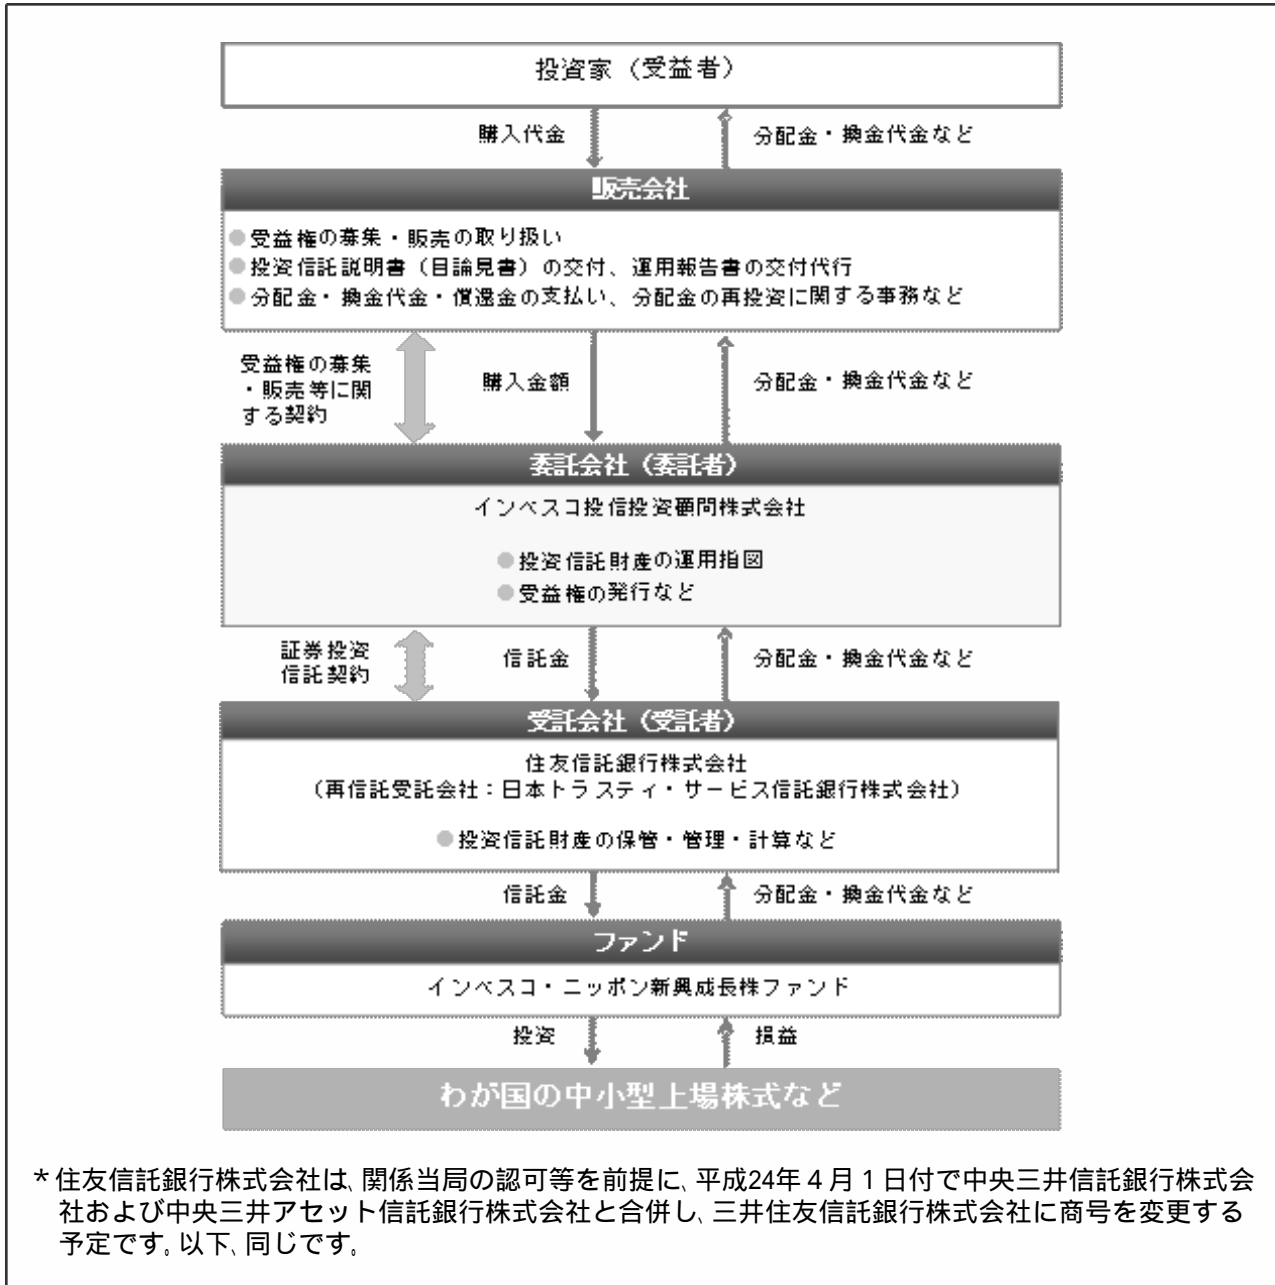 投資家（受益者）
購入代金
分配金・換金代金など
販売会社
●受益権の募集・販売の取り扱い
●投資信託説明書（目論見書）の交付、運用報告書の交付代行
●分配金・換金代金・償還金の支払い、分配金の再投資に関する事務など
受益権の募集
・販売等に関
する契約
購入金額
分配金・換金代金など
委託会社（委託者）
インベスコ投信投資顧問株式会社
●投資信託財産の運用指図
●受益権の発行など
証券投資
信託契約
信託金
分配金・換金代金など
受託会社（受託者）
住友信託銀行株式会社
（再信託受託会社：日本トラスティ・サービス信託銀行株式会社）
●投資信託財産の保管・管理・計算など
信託金
分配金・換金代金など
ファンド
インベスコ・ニッポン新興成長株ファンド
投資
損益
わが国の中小型上場株式など
＊住友信託銀行株式会社は、関係当局の認可等を前提に、平成24年４月１日付で中央三井信託銀行株式会
社および中央三井アセット信託銀行株式会社と合併し、三井住友信託銀行株式会社に商号を変更する
予定です。以下、同じです。